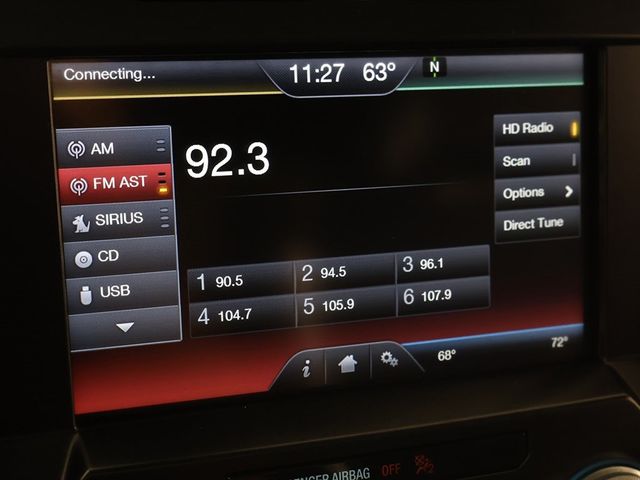 Connecting...
11:27 63°
N
AM
FM AST
SIRIUS
CD
USB
92.3
HD Radio
Scan
Options
Direct Tune
1 90.5
2 94.5
3 96.1
4 104.7
5 105.9
6 107.9
i
68°
72°
AIRBAG OFF
2